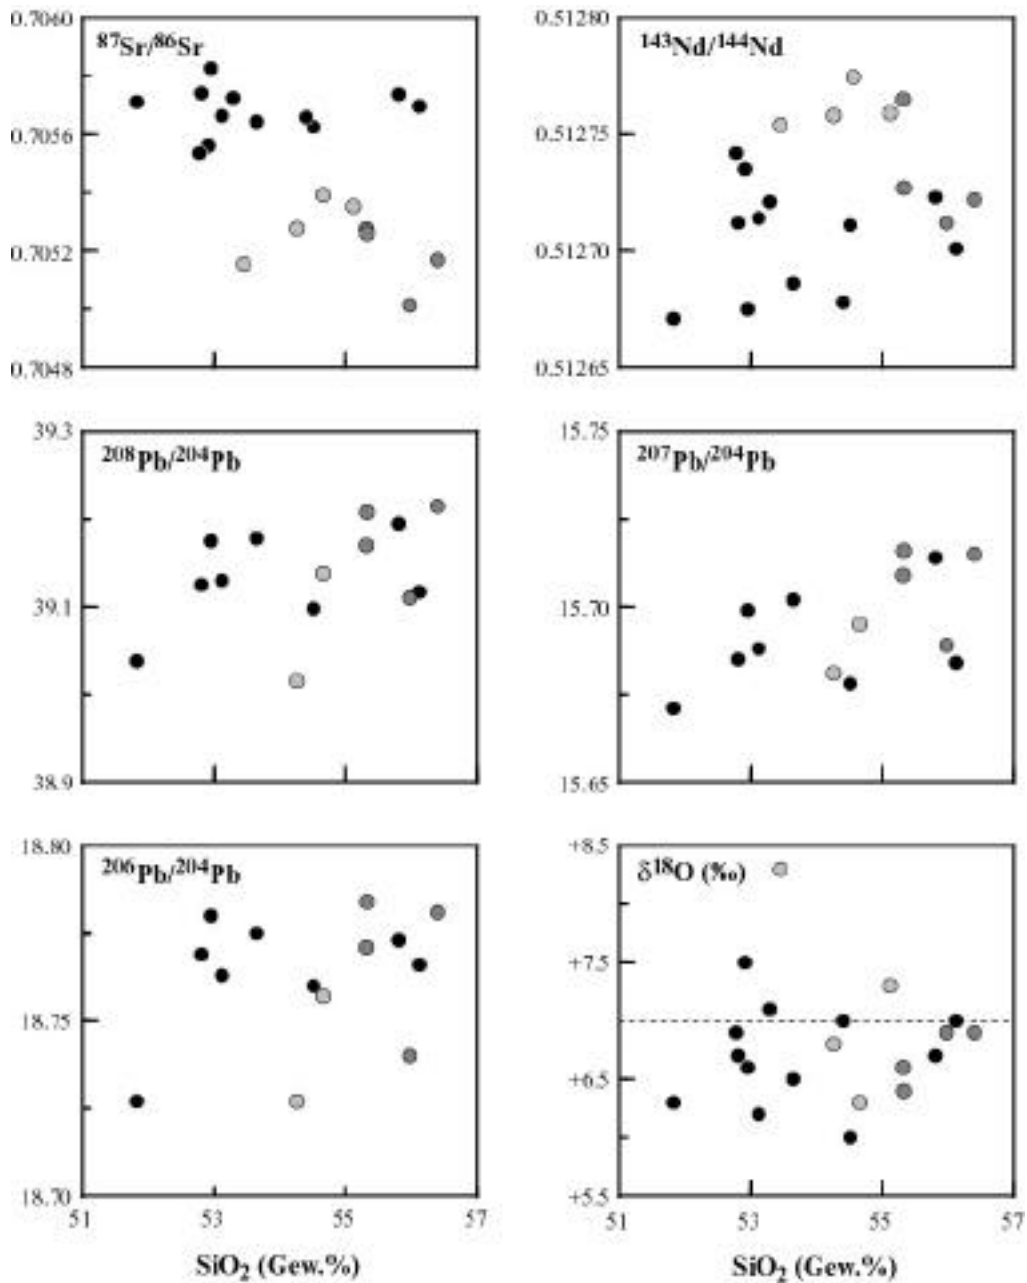 0.7060
⁸⁷Sr/⁸⁶Sr
0.7056
0.7052
0.7048
0.51280
¹⁴³Nd/¹⁴⁴Nd
0.51275
0.51270
0.51265
39.3
²⁰⁸Pb/²⁰⁴Pb
39.1
38.9
15.75
²⁰⁷Pb/²⁰⁴Pb
15.70
15.65
18.80
²⁰⁶Pb/²⁰⁴Pb
18.75
18.70
51 53 55 57
SiO₂ (Gew.%)
+8.5
δ¹⁸O (‰)
+7.5
+6.5
+5.5
51 53 55 57
SiO₂ (Gew.%)